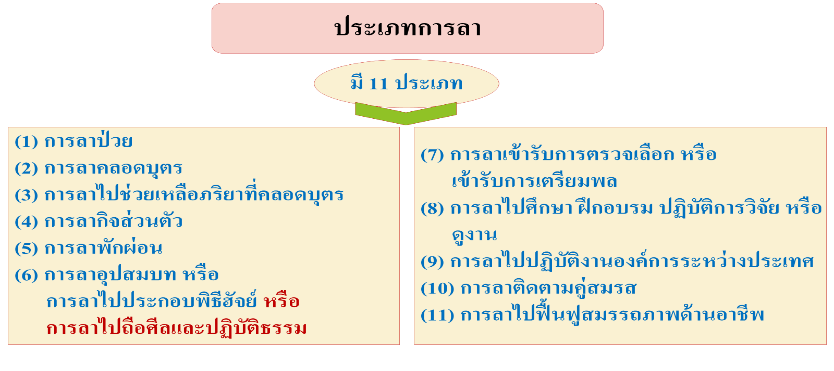 ประเภทการลา
มี 11 ประเภท
(1) การลาป่วย
(2) การลาคลอดบุตร
(3) การลาไปช่วยเหลือภริยาที่คลอดบุตร
(4) การลากิจส่วนตัว
(5) การลาพักผ่อน
(6) การลาอุปสมบท หรือ
การลาไปประกอบพิธีฮัจย์ หรือ
การลาไปถือศีลและปฏิบัติธรรม
(7) การลาเข้ารับการตรวจเลือก หรือ
เข้ารับการเตรียมพล
(8) การลาไปศึกษา ฝึกอบรม ปฏิบัติการวิจัย หรือ
ดูงาน
(9) การลาไปปฏิบัติงานองค์การระหว่างประเทศ
(10) การลาติดตามคู่สมรส
(11) การลาไปฟื้นฟูสมรรถภาพด้านอาชีพ